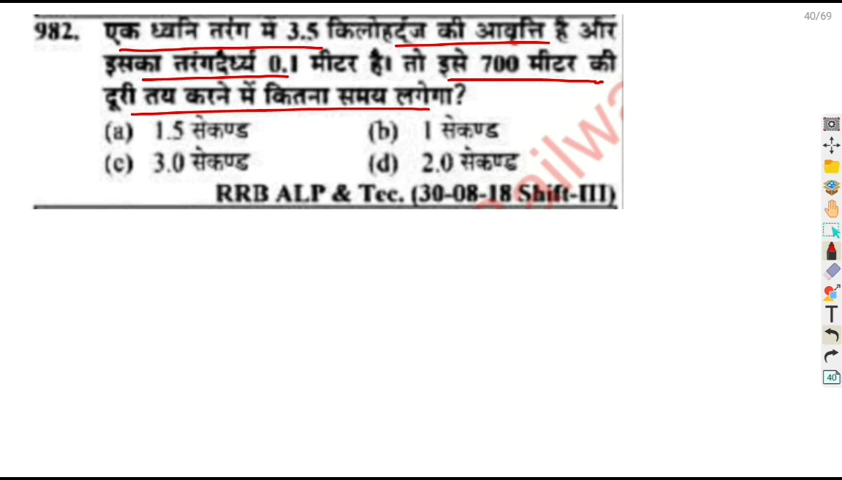 40/69
982. एक ध्वनि तरंग में 3.5 किलोहर्ट्ज की आवृत्ति है और
इसका तरंगदैर्ध्य 0.1 मीटर है। तो इसे 700 मीटर की
दूरी तय करने में कितना समय लगेगा?
(a) 1.5 सेकण्ड (b) 1 सेकण्ड
(c) 3.0 सेकण्ड (d) 2.0 सेकण्ड
RRB ALP & Tec. (30-08-18 Shift-III)
T
40